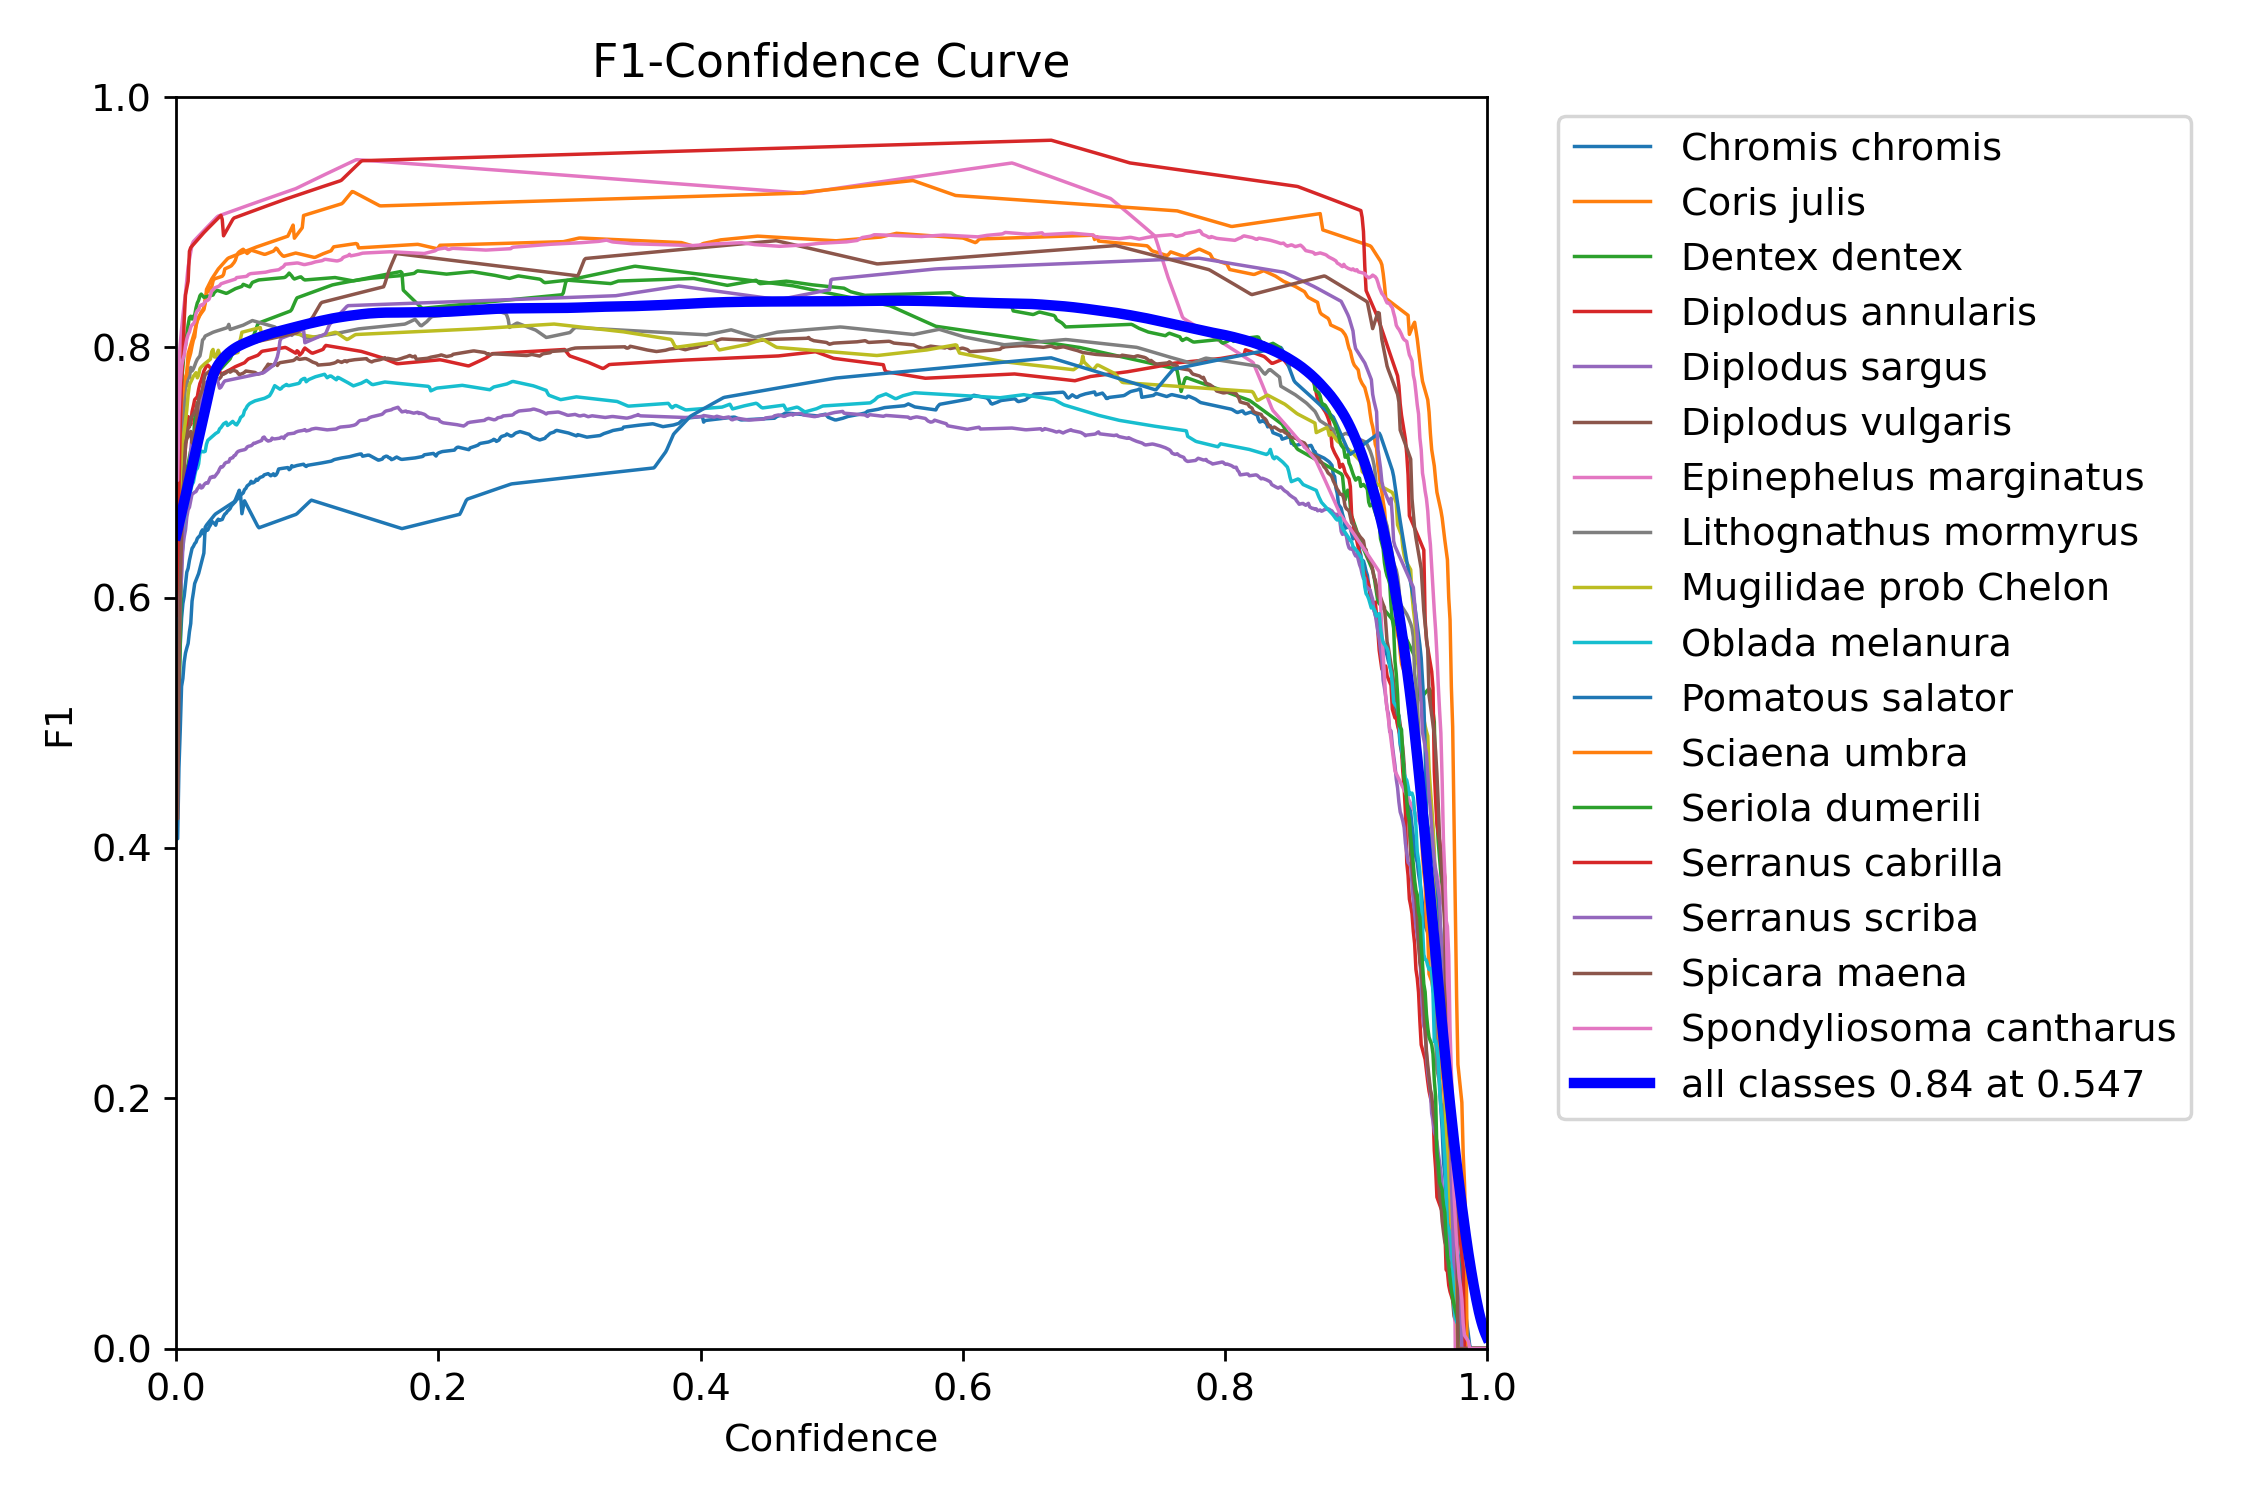 F1-Confidence Curve
1.0
0.8
0.6
0.4
0.2
0.0
F1
0.0 0.2 0.4 0.6 0.8 1.0
Confidence
Chromis chromis
Coris julis
Dentex dentex
Diplodus annularis
Diplodus sargus
Diplodus vulgaris
Epinephelus marginatus
Lithognathus mormyrus
Mugilidae prob Chelon
Oblada melanura
Pomatous salator
Sciaena umbra
Seriola dumerili
Serranus cabrilla
Serranus scriba
Spicara maena
Spondyliosoma cantharus
all classes 0.84 at 0.547